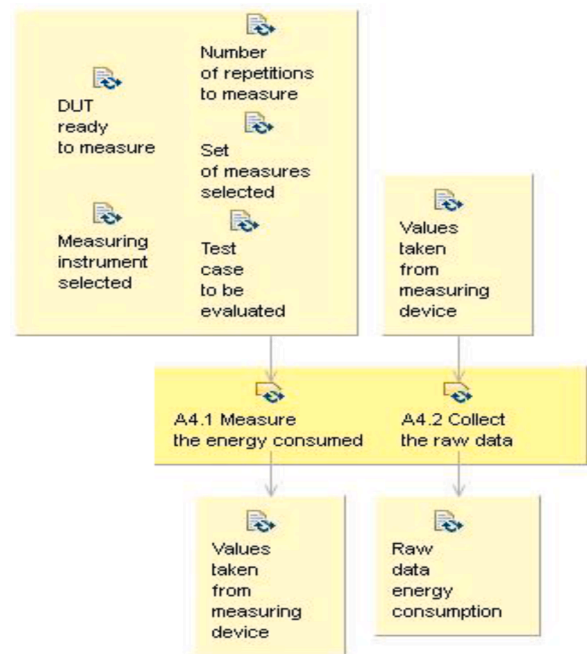 Number
of repetitions
to measure
DUT
ready
to measure
Set
of measures
selected
Measuring
instrument
selected
Test
case
to be
evaluated
Values
taken
from
measuring
device
A4.1 Measure
the energy consumed
A4.2 Collect
the raw data
Values
taken
from
measuring
device
Raw
data
energy
consumption